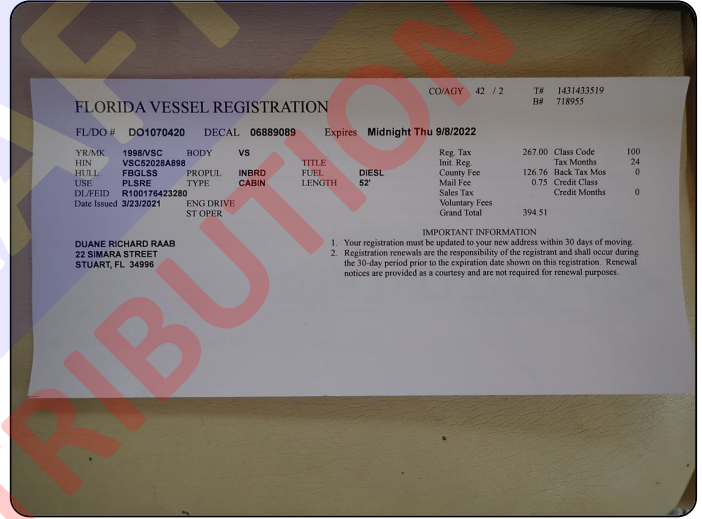 CO/AGY 42 / 2 T# 1431433519
B# 718955
FLORIDA VESSEL REGISTRATION
FL/DO # DO1070420 DECAL 06889089 Expires Midnight Thu 9/8/2022
YR/MK 1998/VSC BODY VS Reg. Tax 267.00 Class Code 100
HIN VSC52028A898 TITLE Init. Reg. Tax Months 24
HULL FBGLSS PROPUL INBRD FUEL DIESL County Fee 126.76 Back Tax Mos 0
USE PLSRE TYPE CABIN LENGTH 52' Mail Fee 0.75 Credit Class
DL/FEID R100176423280 Sales Tax Credit Months 0
Date Issued 3/23/2021 ENG DRIVE Voluntary Fees
ST OPER Grand Total 394.51
IMPORTANT INFORMATION
DUANE RICHARD RAAB
22 SIMARA STREET
STUART, FL 34996
1. Your registration must be updated to your new address within 30 days of moving.
2. Registration renewals are the responsibility of the registrant and shall occur during
the 30-day period prior to the expiration date shown on this registration. Renewal
notices are provided as a courtesy and are not required for renewal purposes.